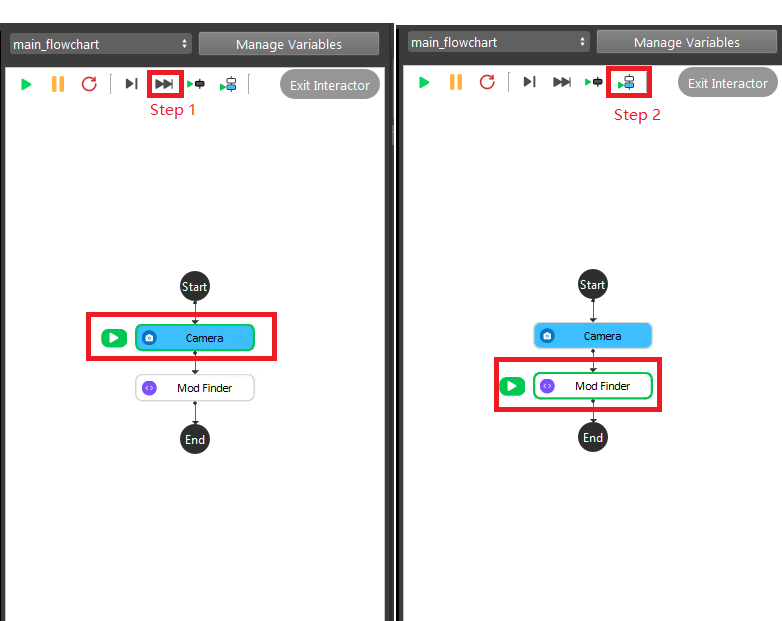 main_flowchart
Manage Variables
Exit Interactor
Step 1
Start
Camera
Mod Finder
End
main_flowchart
Manage Variables
Exit Interactor
Step 2
Start
Camera
Mod Finder
End